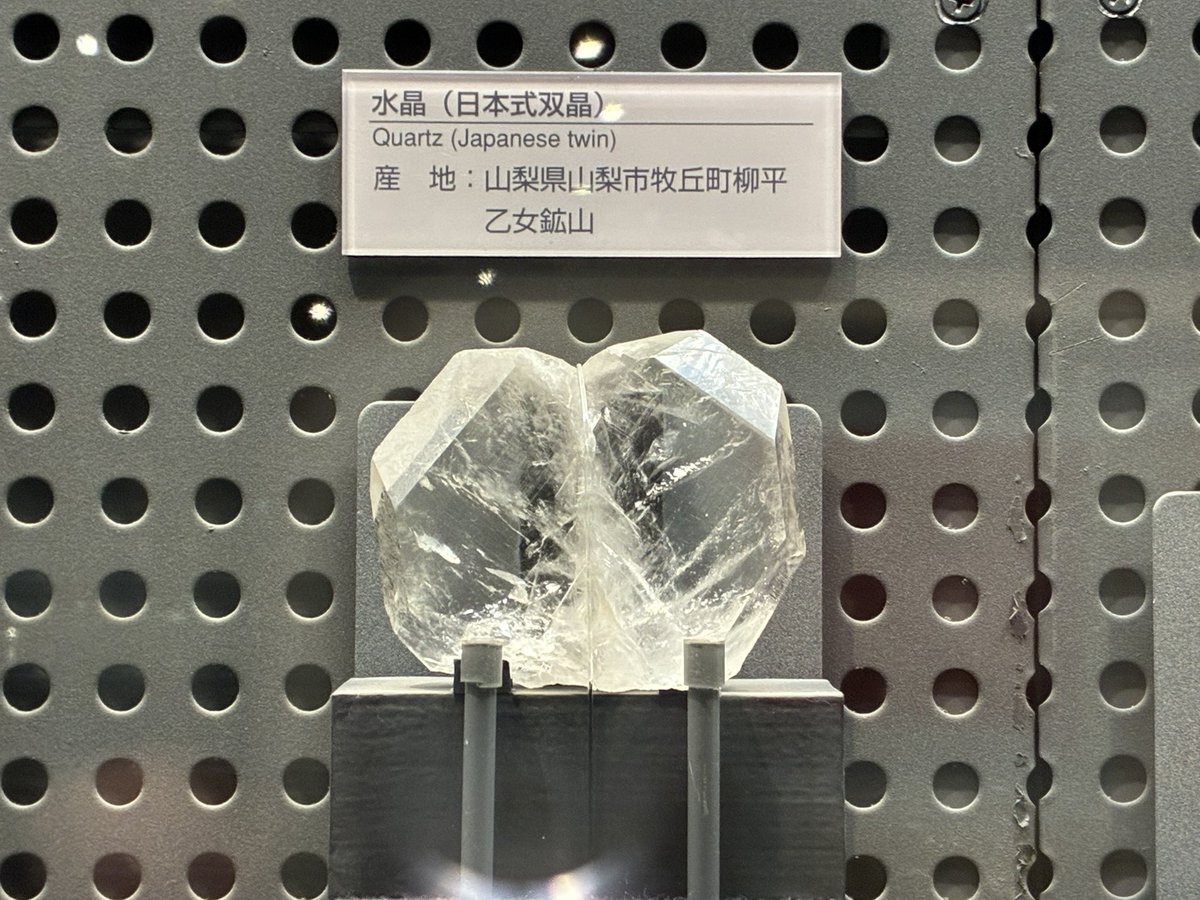 水晶（日本式双晶）
Quartz (Japanese twin)
産　地：山梨県山梨市牧丘町柳平
乙女鉱山